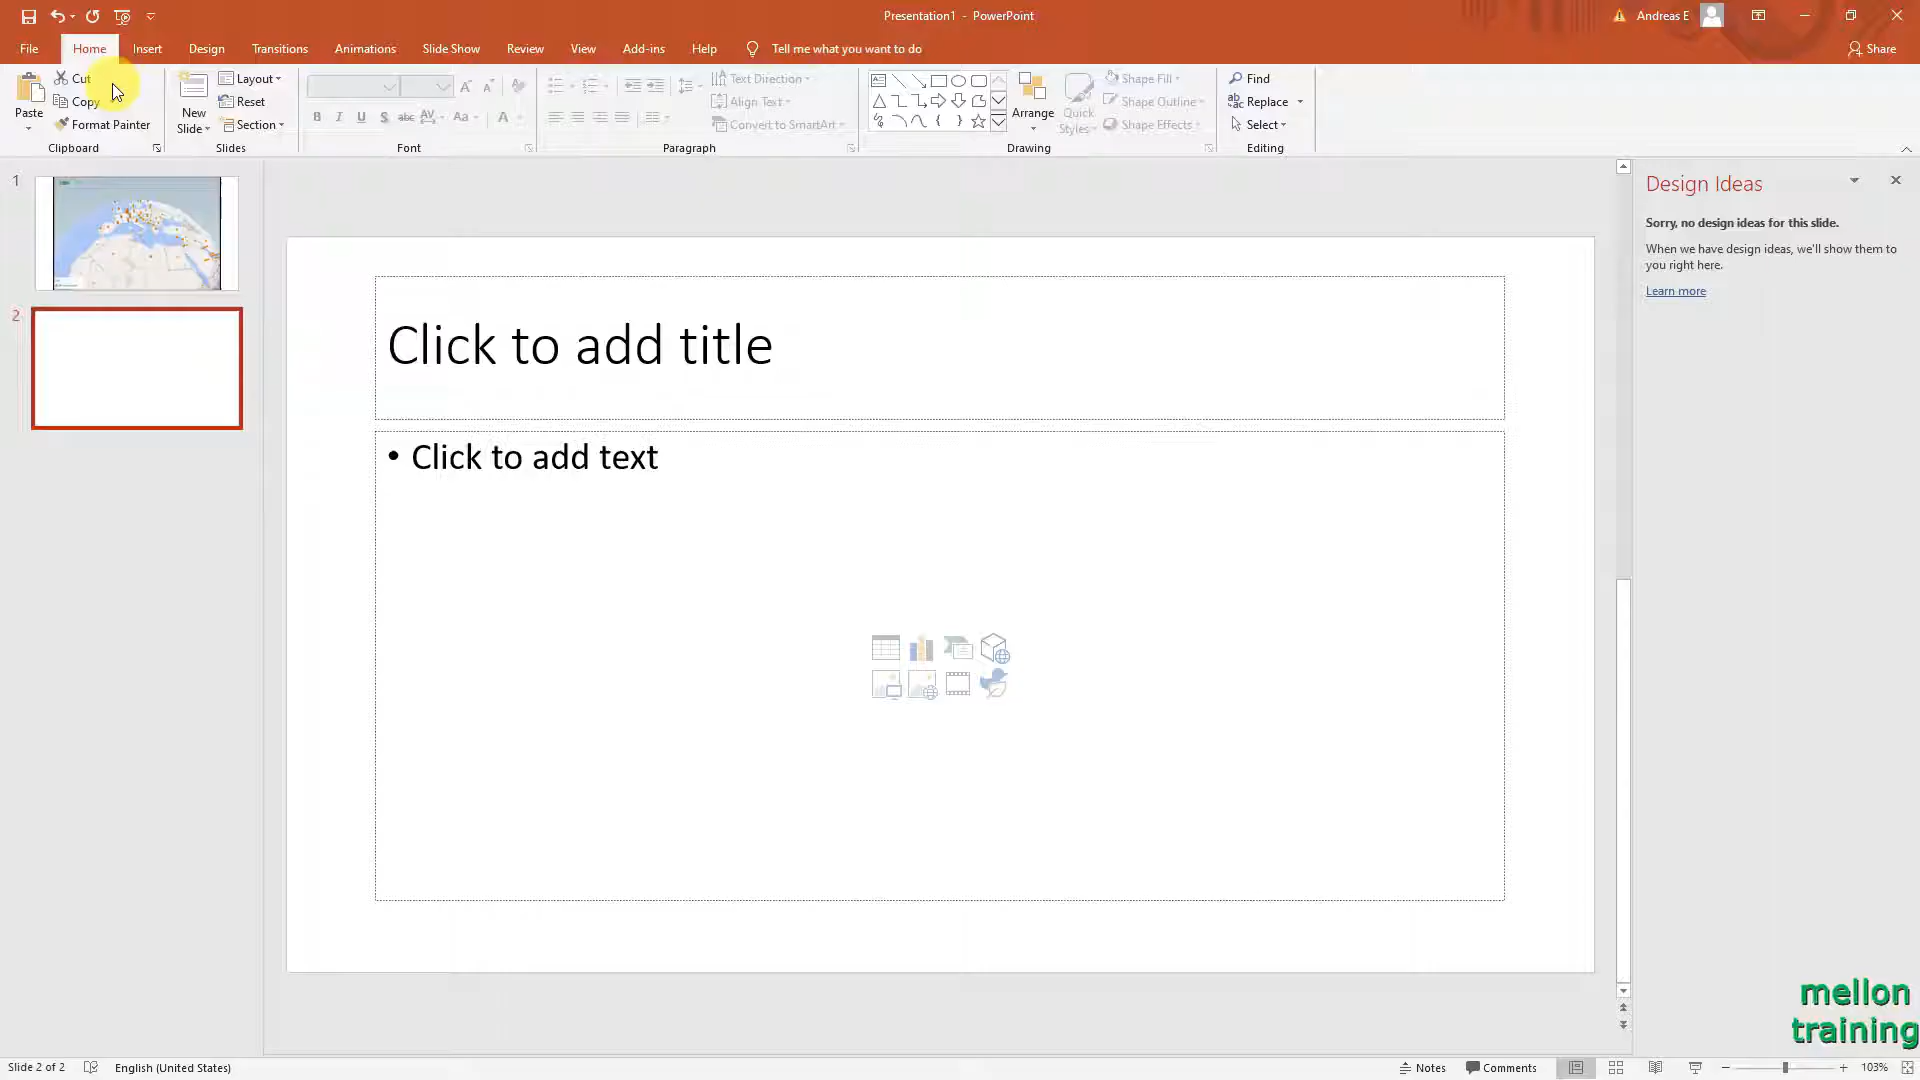 Presentation1 - PowerPoint
Andreas E
File Home Insert Design Transitions Animations Slide Show Review View Add-ins Help Tell me what you want to do
Share
Paste
Cut
Copy
Format Painter
Clipboard
New
Slide
Layout
Reset
Section
Slides
B I U S abc AV Aa A
Font
Text Direction
Align Text
Convert to SmartArt
Paragraph
Arrange
Quick
Styles
Shape Fill
Shape Outline
Shape Effects
Drawing
Find
Replace
Select
Editing
1
2
Click to add title
• Click to add text
Design Ideas
Sorry, no design ideas for this slide.
When we have design ideas, we'll show them to
you right here.
Learn more
mellon
training
Slide 2 of 2
English (United States)
Notes
Comments
103%